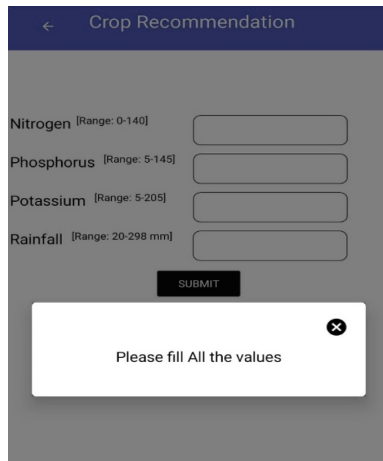 Crop Recommendation
Nitrogen [Range: 0-140]
Phosphorus [Range: 5-145]
Potassium [Range: 5-205]
Rainfall [Range: 20-298 mm]
SUBMIT
Please fill All the values